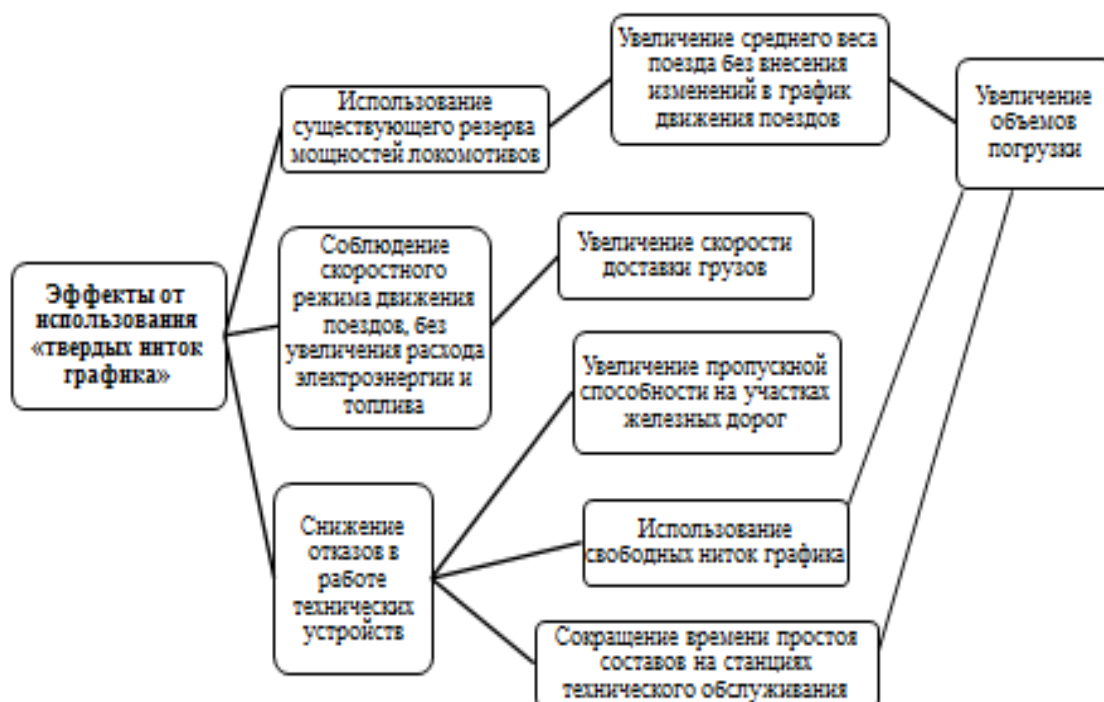 Эффекты от
использования
«твердых ниток
графика»
Использование
существующего резерва
мощностей локомотивов
Увеличение среднего веса
поезда без внесения
изменений в график
движения поездов
Увеличение
объемов
погрузки
Соблюдение
скоростного
режима движения
поездов, без
увеличения расхода
электроэнергии и
топлива
Увеличение скорости
доставки грузов
Снижение
отказов в
работе
технических
устройств
Увеличение пропускной
способности на участках
железных дорог
Использование
свободных ниток графика
Сокращение времени простоя
составов на станциях
технического обслуживания